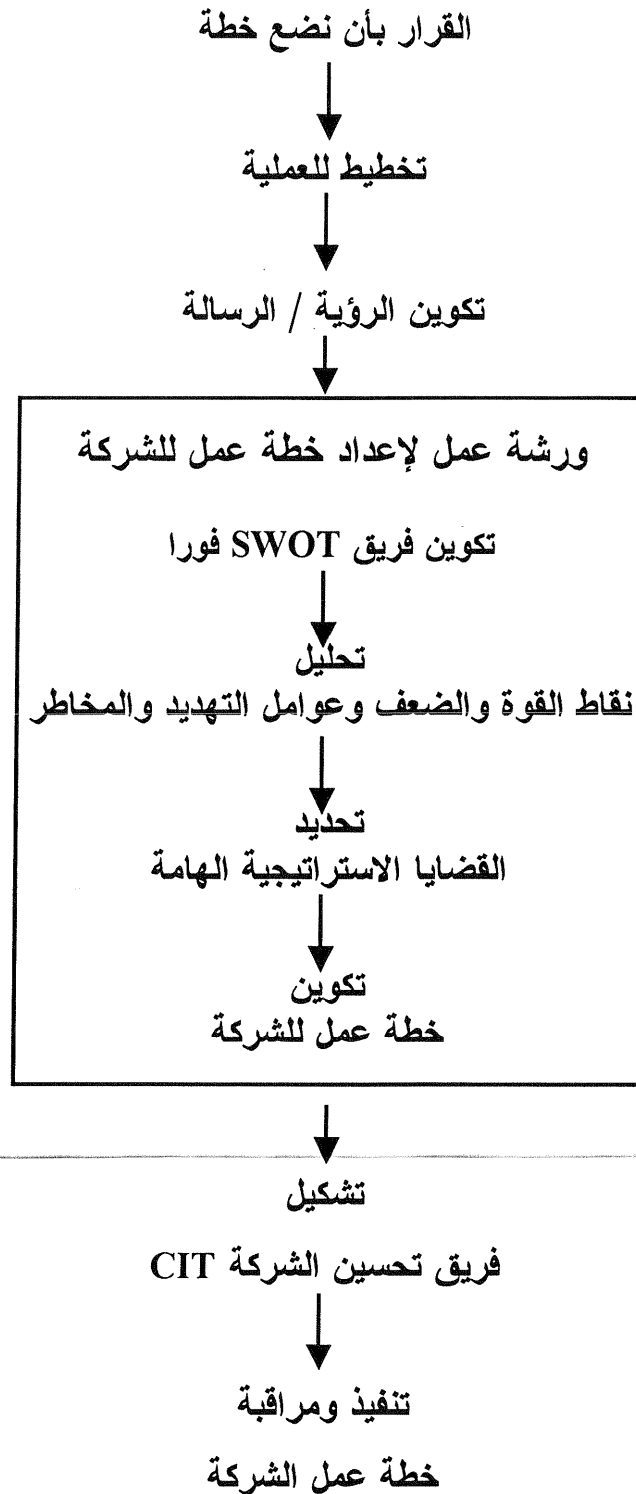 القرار بأن نضع خطة
تخطيط للعملية
تكوين الرؤية / الرسالة
ورشة عمل لإعداد خطة عمل للشركة
تكوين فريق SWOT فورا
تحليل
نقاط القوة والضعف وعوامل التهديد والمخاطر
تحديد
القضايا الاستراتيجية الهامة
تكوين
خطة عمل للشركة
تشكيل
فريق تحسين الشركة CIT
تنفيذ ومراقبة
خطة عمل الشركة